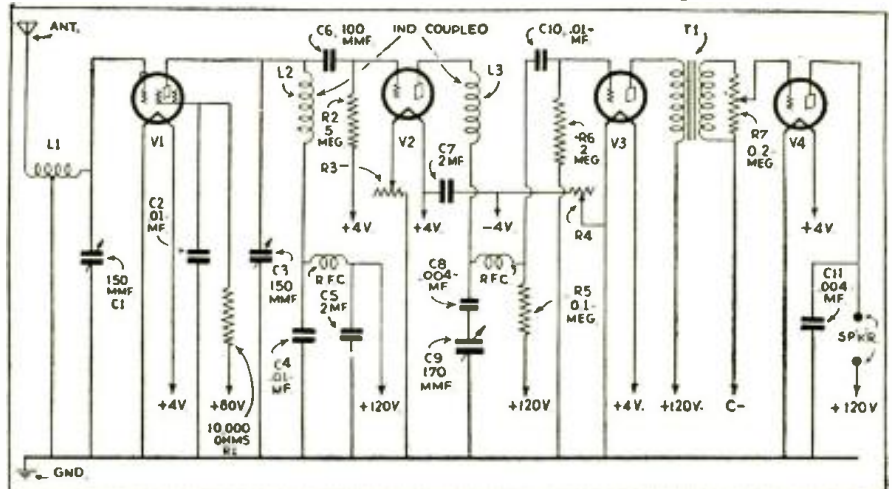 ANT.
L1
150
MMF
C1
V1
C2
.01-
MF.
+4V
+80V
10,000
OHMS
R1
GND.
C3
150
MMF
L2
C6, 100
MMF
IND COUPLED
L3
R2
5
MEG
R3-
V2
C7
2 MF
+4V
+4V
-4V
RFC
C5
2MF
C4
.01-
MF
+120V
C8
.004-
MF
RFC
C9
170
MMF
C10, .01-
MF
R6
2
MEG
R4
R5
0.1-
MEG
+120V
V3
+4V.
T1
+120V-
C-
R7
0.2-
MEG
V4
+4V
C11
.004
MF
SPKR.
+120V